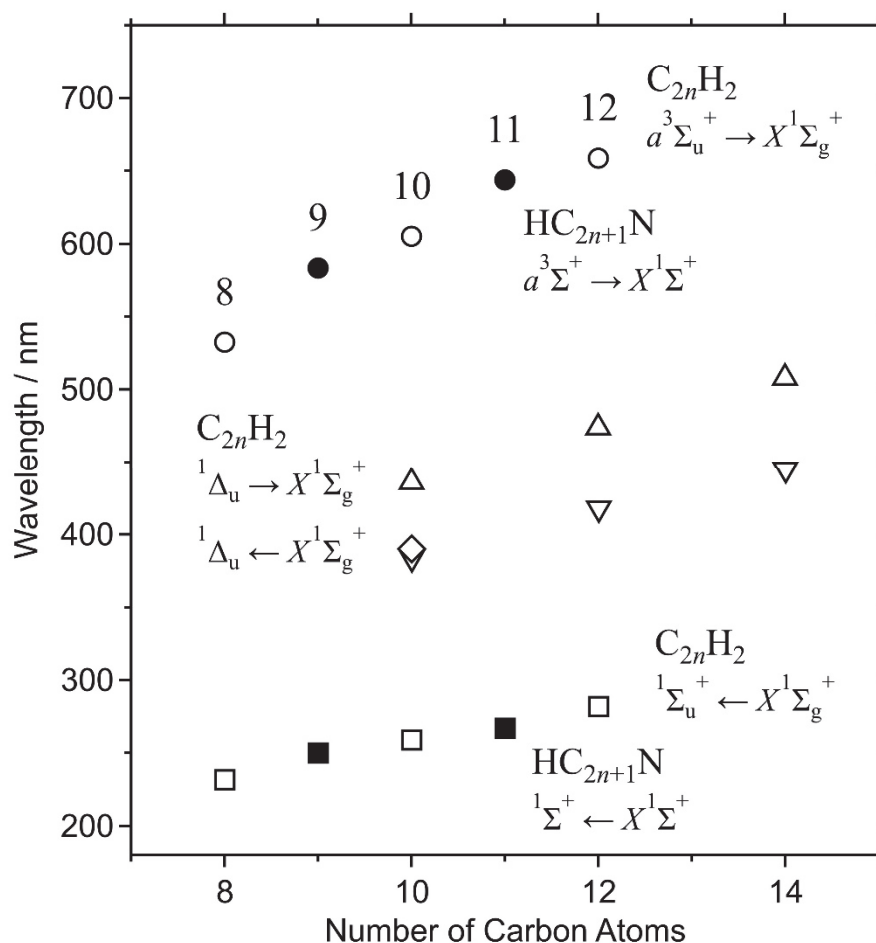 C₂ₙH₂
a³Σᵤ⁺ → X¹Σg⁺
12
11
10
9
8
HC₂ₙ₊₁N
a³Σ⁺ → X¹Σ⁺
C₂ₙH₂
¹Δᵤ → X¹Σg⁺
¹Δᵤ ← X¹Σg⁺
C₂ₙH₂
¹Σᵤ⁺ ← X¹Σg⁺
HC₂ₙ₊₁N
¹Σ⁺ ← X¹Σ⁺
Wavelength / nm
700
600
500
400
300
200
8 10 12 14
Number of Carbon Atoms